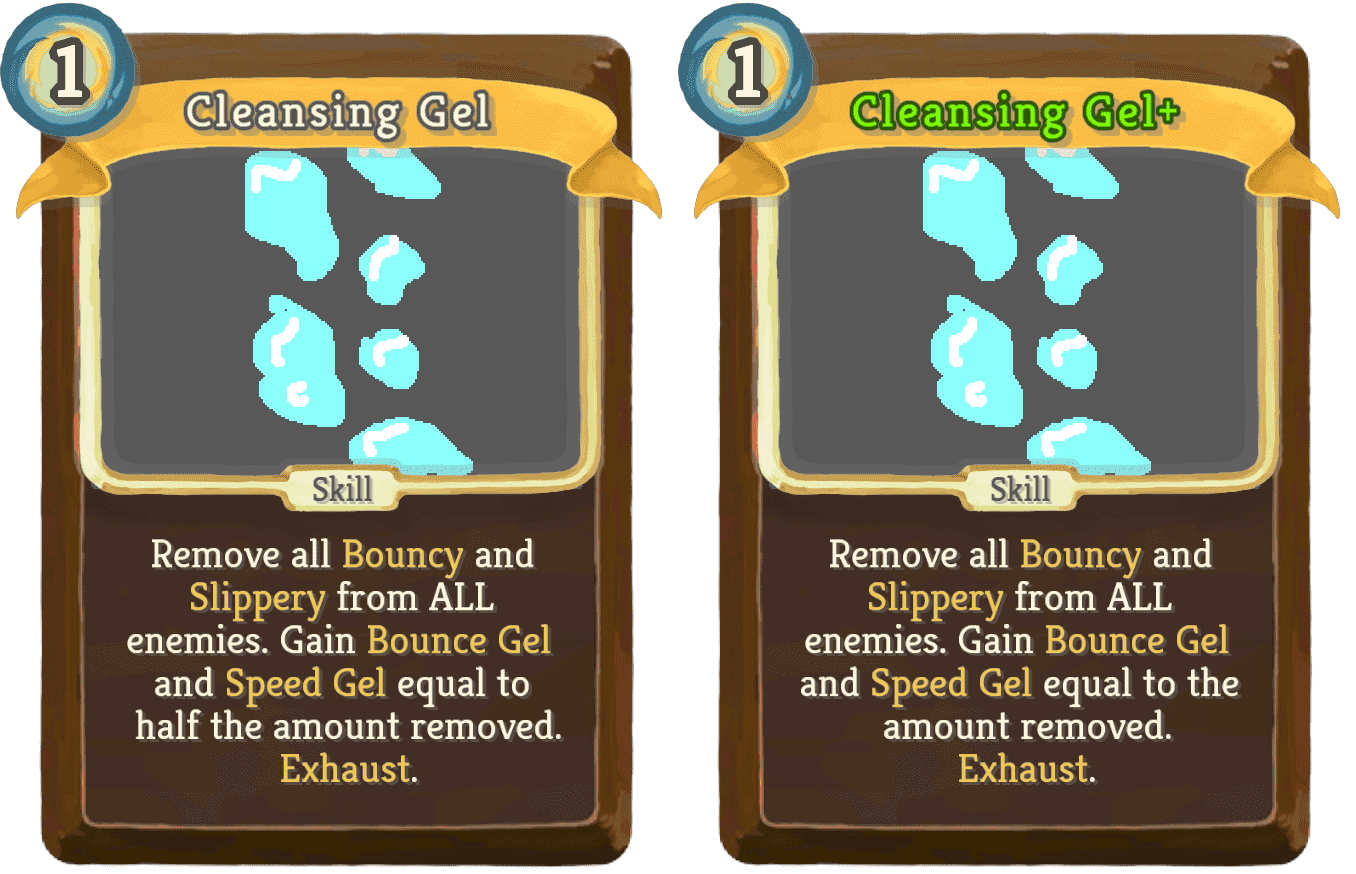 1
Cleansing Gel
Skill
Remove all Bouncy and
Slippery from ALL
enemies. Gain Bounce Gel
and Speed Gel equal to
half the amount removed.
Exhaust.
1
Cleansing Gel+
Skill
Remove all Bouncy and
Slippery from ALL
enemies. Gain Bounce Gel
and Speed Gel equal to the
amount removed.
Exhaust.